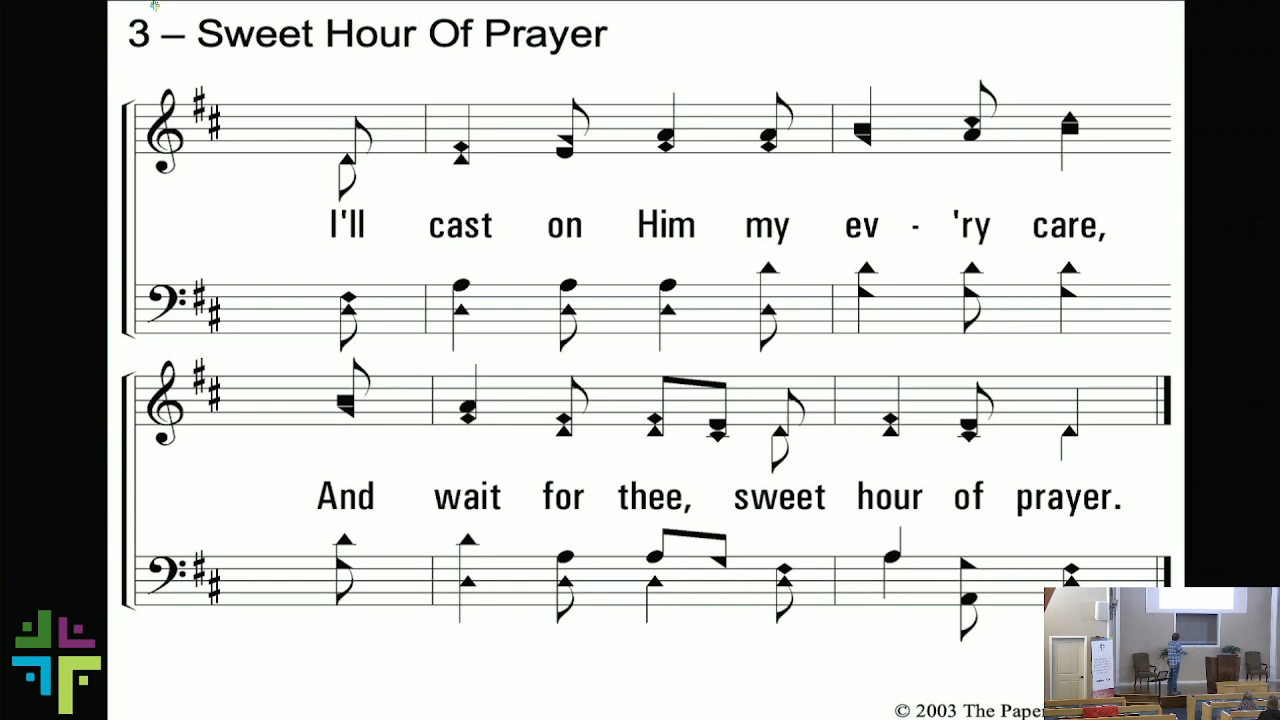 3 – Sweet Hour Of Prayer
I'll cast on Him my ev - 'ry care,
And wait for thee, sweet hour of prayer.
© 2003 The Paper